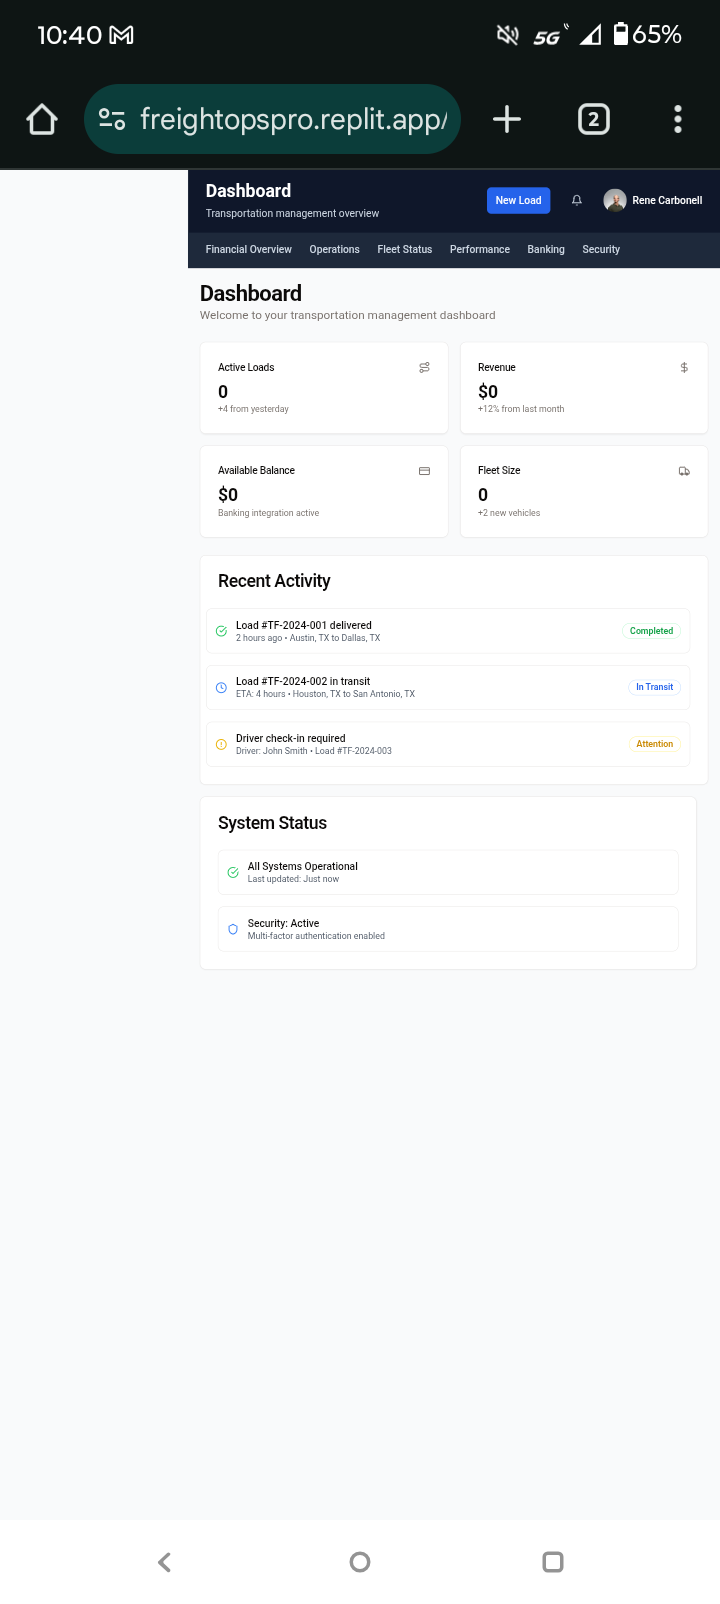 10:40
5G
65%
freightopspro.replit.app/
2
Dashboard
Transportation management overview
New Load
Rene Carbonell
Financial Overview Operations Fleet Status Performance Banking Security
Dashboard
Welcome to your transportation management dashboard
Active Loads
0
+4 from yesterday
Revenue
$0
+12% from last month
Available Balance
$0
Banking integration active
Fleet Size
0
+2 new vehicles
Recent Activity
Load #TF-2024-001 delivered
2 hours ago • Austin, TX to Dallas, TX
Completed
Load #TF-2024-002 in transit
ETA: 4 hours • Houston, TX to San Antonio, TX
In Transit
Driver check-in required
Driver: John Smith • Load #TF-2024-003
Attention
System Status
All Systems Operational
Last updated: Just now
Security: Active
Multi-factor authentication enabled